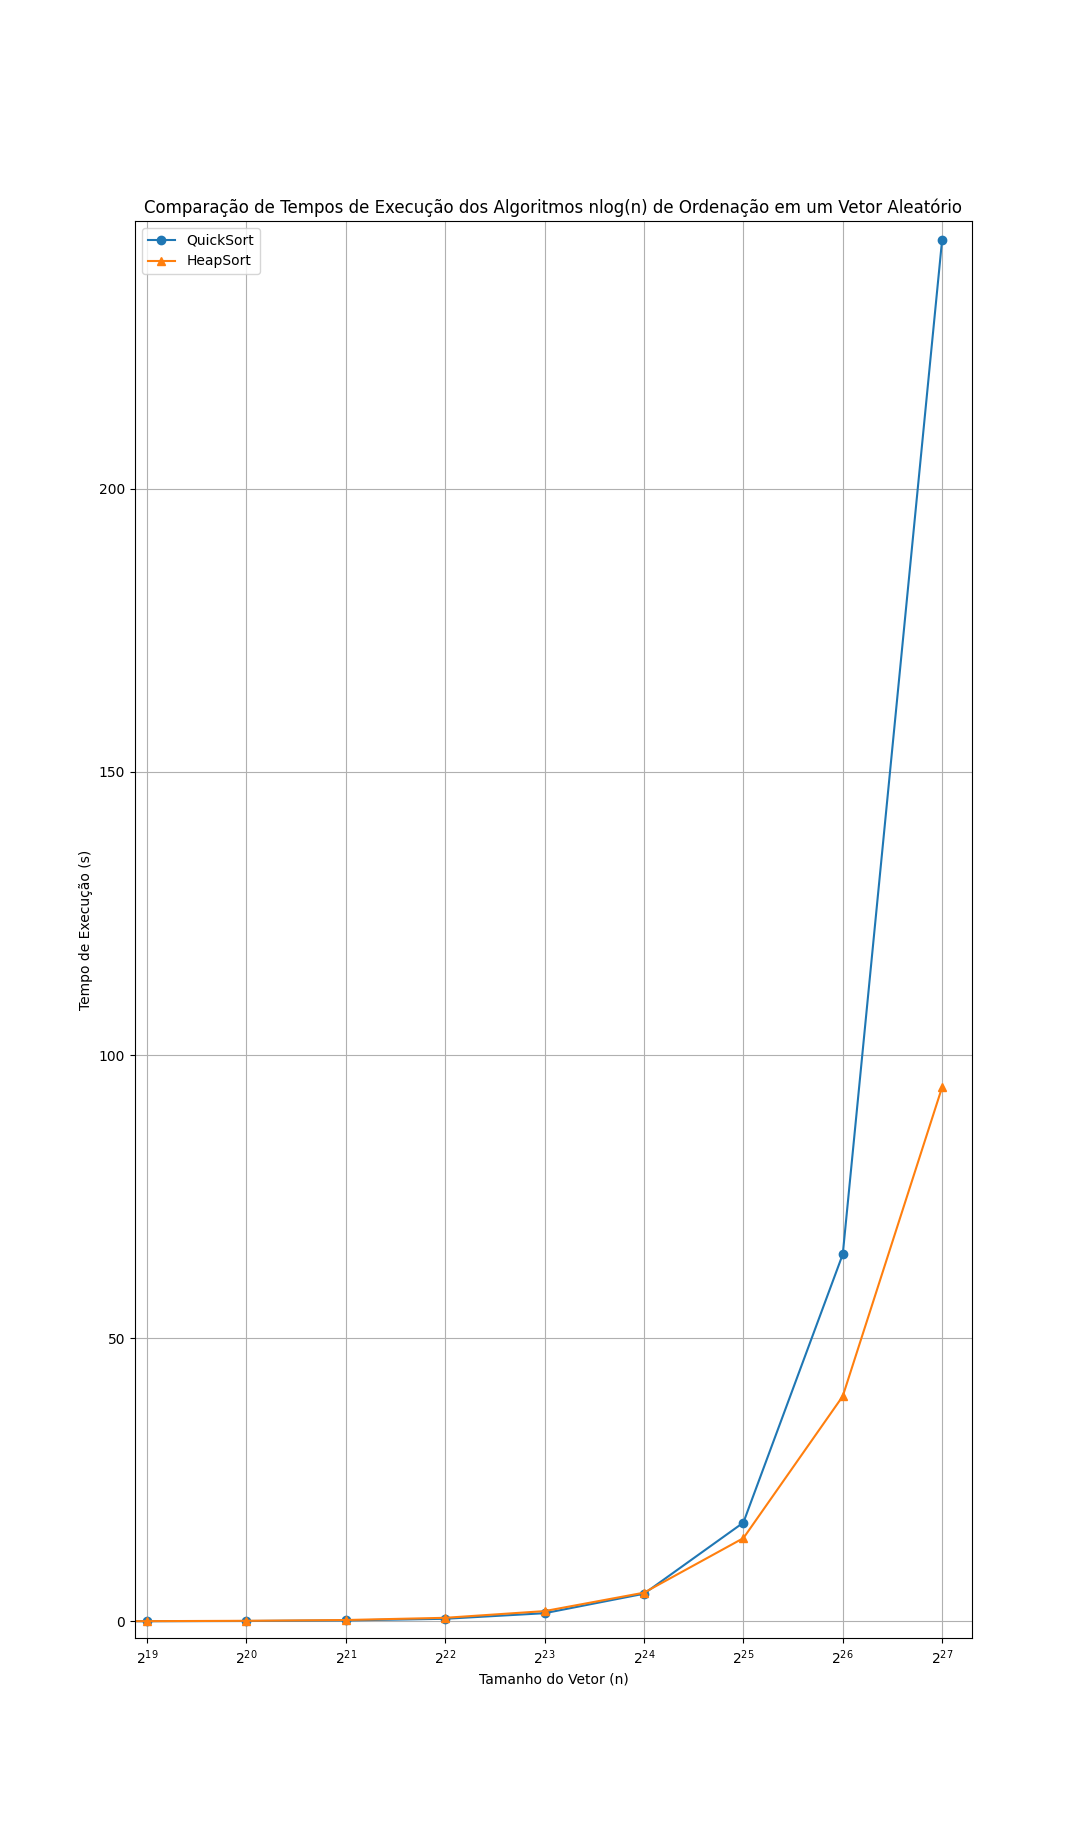 Comparação de Tempos de Execução dos Algoritmos nlog(n) de Ordenação em um Vetor Aleatório
QuickSort
HeapSort
200
150
100
50
0
Tempo de Execução (s)
2^19 2^20 2^21 2^22 2^23 2^24 2^25 2^26 2^27
Tamanho do Vetor (n)